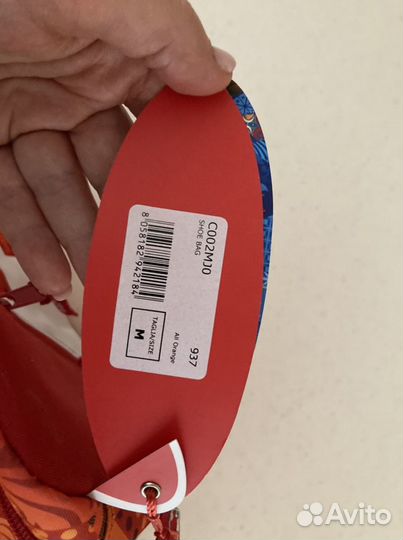 C002MJ0
SHOE BAG
8 058182 942184
937
All Orange
TAGLIA/SIZE
M
Avito